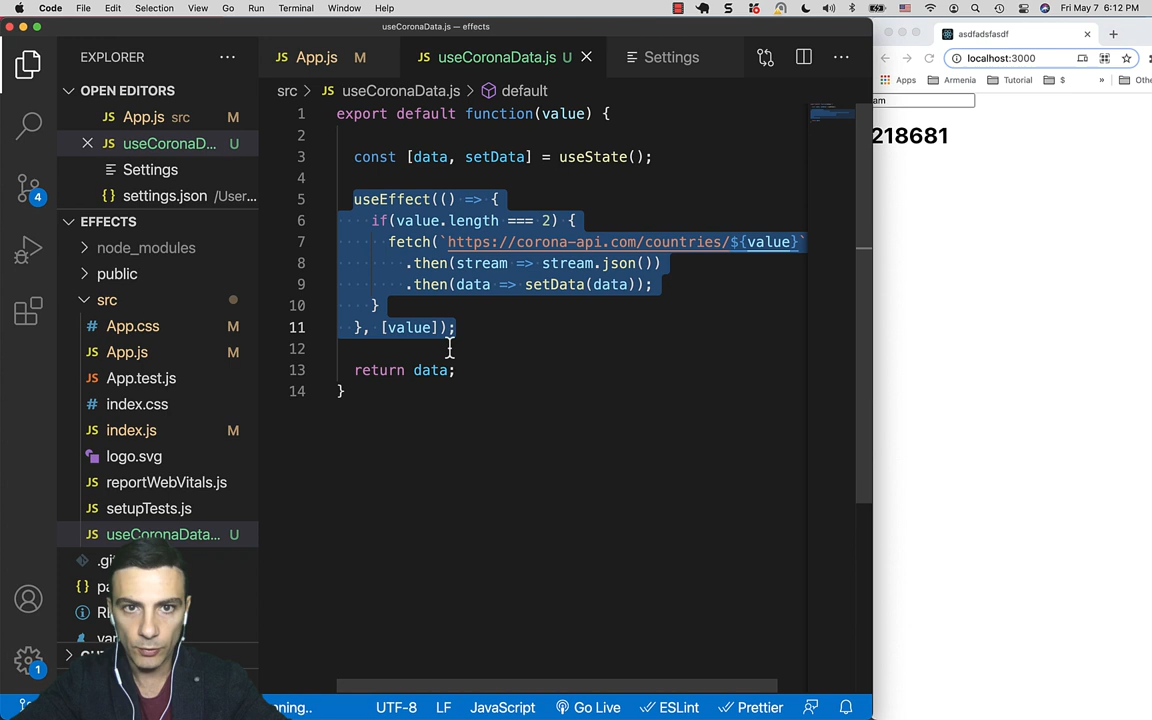 Code File Edit Selection View Go Run Terminal Window Help Fri May 7 6:12 PM
useCoronaData.js — effects
EXPLORER
OPEN EDITORS
App.js src M
useCoronaD... U
Settings
settings.json /User...
EFFECTS
node_modules
public
src
App.css M
App.js M
App.test.js
index.css
index.js M
logo.svg
reportWebVitals.js
setupTests.js
useCoronaData... U
App.js M
useCoronaData.js U
Settings
src > useCoronaData.js > default
1 export default function(value) {
2
3 const [data, setData] = useState();
4
5 useEffect(() => {
6 if(value.length === 2) {
7 fetch(`https://corona-api.com/countries/${value}`
8 .then(stream => stream.json())
9 .then(data => setData(data));
10 }
11 }, [value]);
12
13 return data;
14 }
4
1
UTF-8 LF JavaScript Go Live ESLint Prettier
asdfadsfasdf
localhost:3000
Apps Armenia Tutorial $ » Othe
am
218681